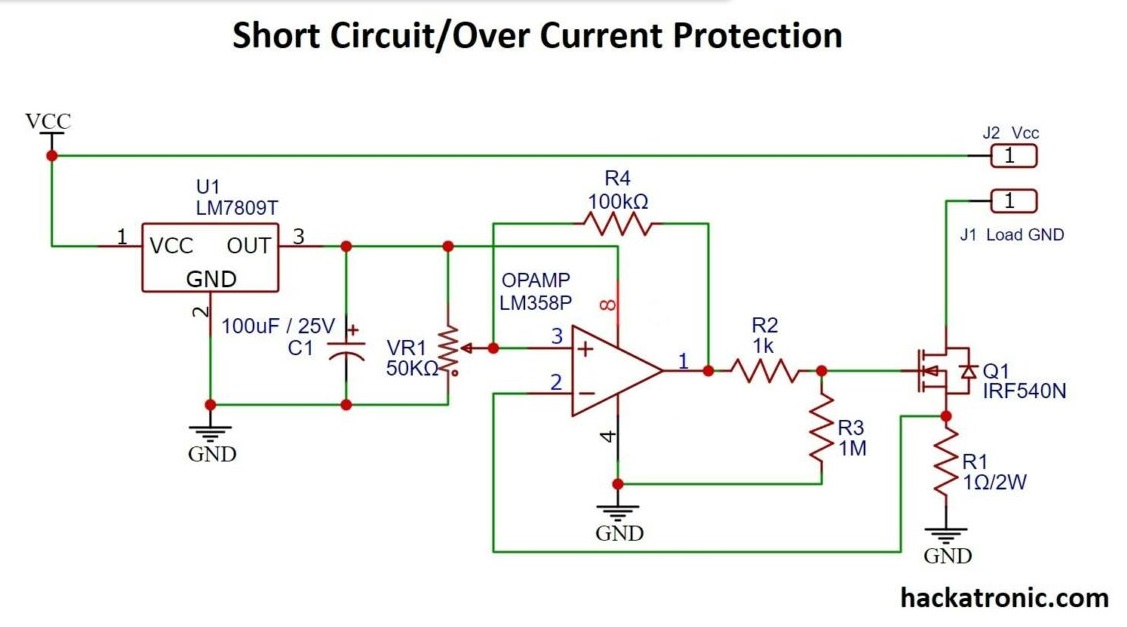 Short Circuit/Over Current Protection
VCC
J2 Vcc
1
U1
LM7809T
R4
100kΩ
1
J1 Load GND
1
VCC
OUT
3
GND
2
OPAMP
LM358P
8
100uF / 25V
+
C1
VR1
50KΩ
3
+
2
-
1
4
R2
1k
R3
1M
Q1
IRF540N
R1
1Ω/2W
GND
GND
GND
hackatronic.com